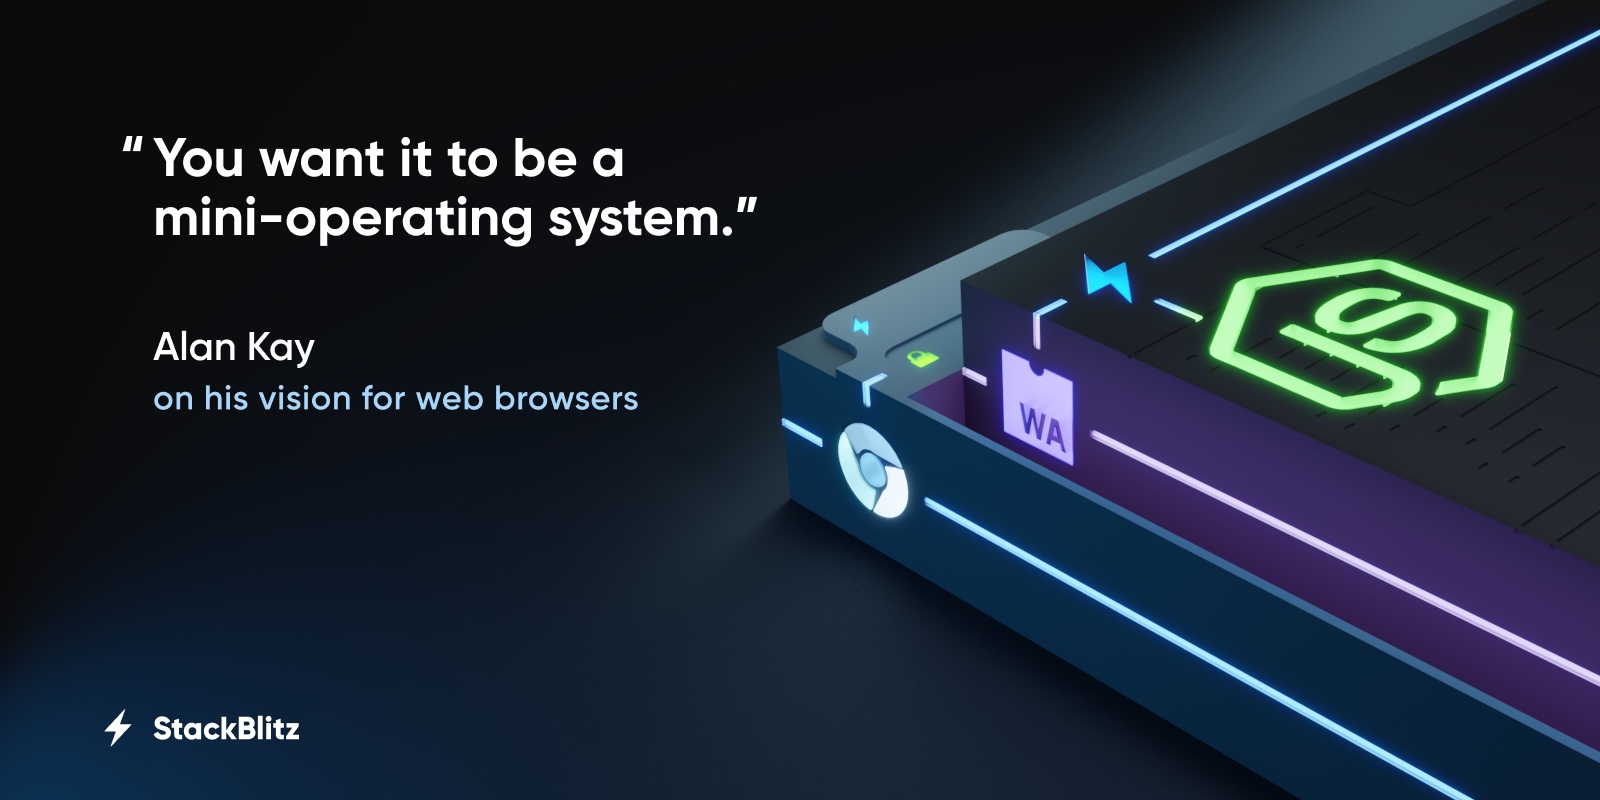 “ You want it to be a
mini-operating system.”
Alan Kay
on his vision for web browsers
WA
JS
StackBlitz